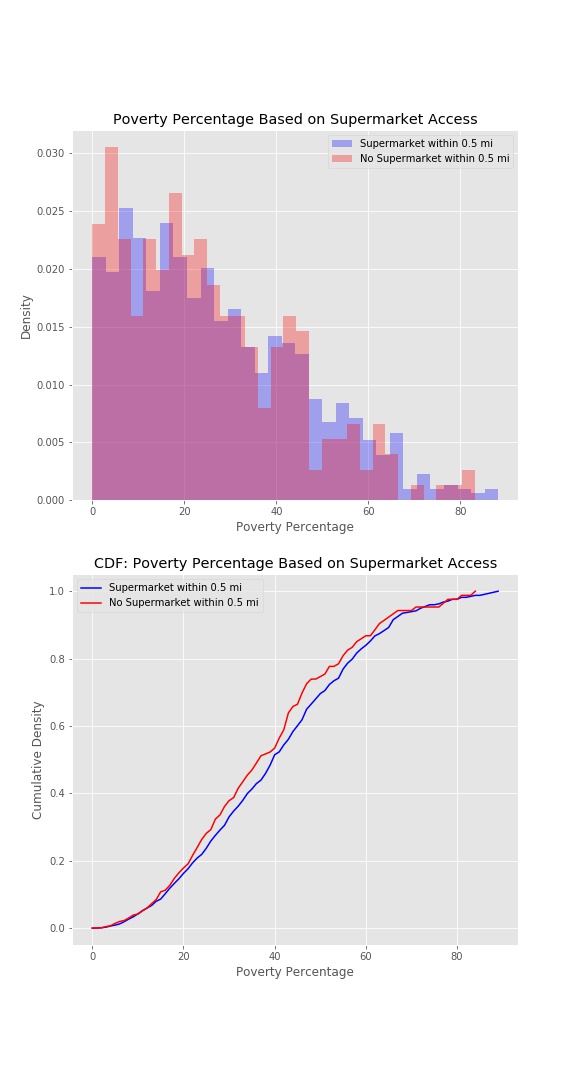 Poverty Percentage Based on Supermarket Access
Supermarket within 0.5 mi
No Supermarket within 0.5 mi
0.030
0.025
0.020
0.015
0.010
0.005
0.000
Density
0 20 40 60 80
Poverty Percentage
CDF: Poverty Percentage Based on Supermarket Access
Supermarket within 0.5 mi
No Supermarket within 0.5 mi
1.0
0.8
0.6
0.4
0.2
0.0
Cumulative Density
0 20 40 60 80
Poverty Percentage